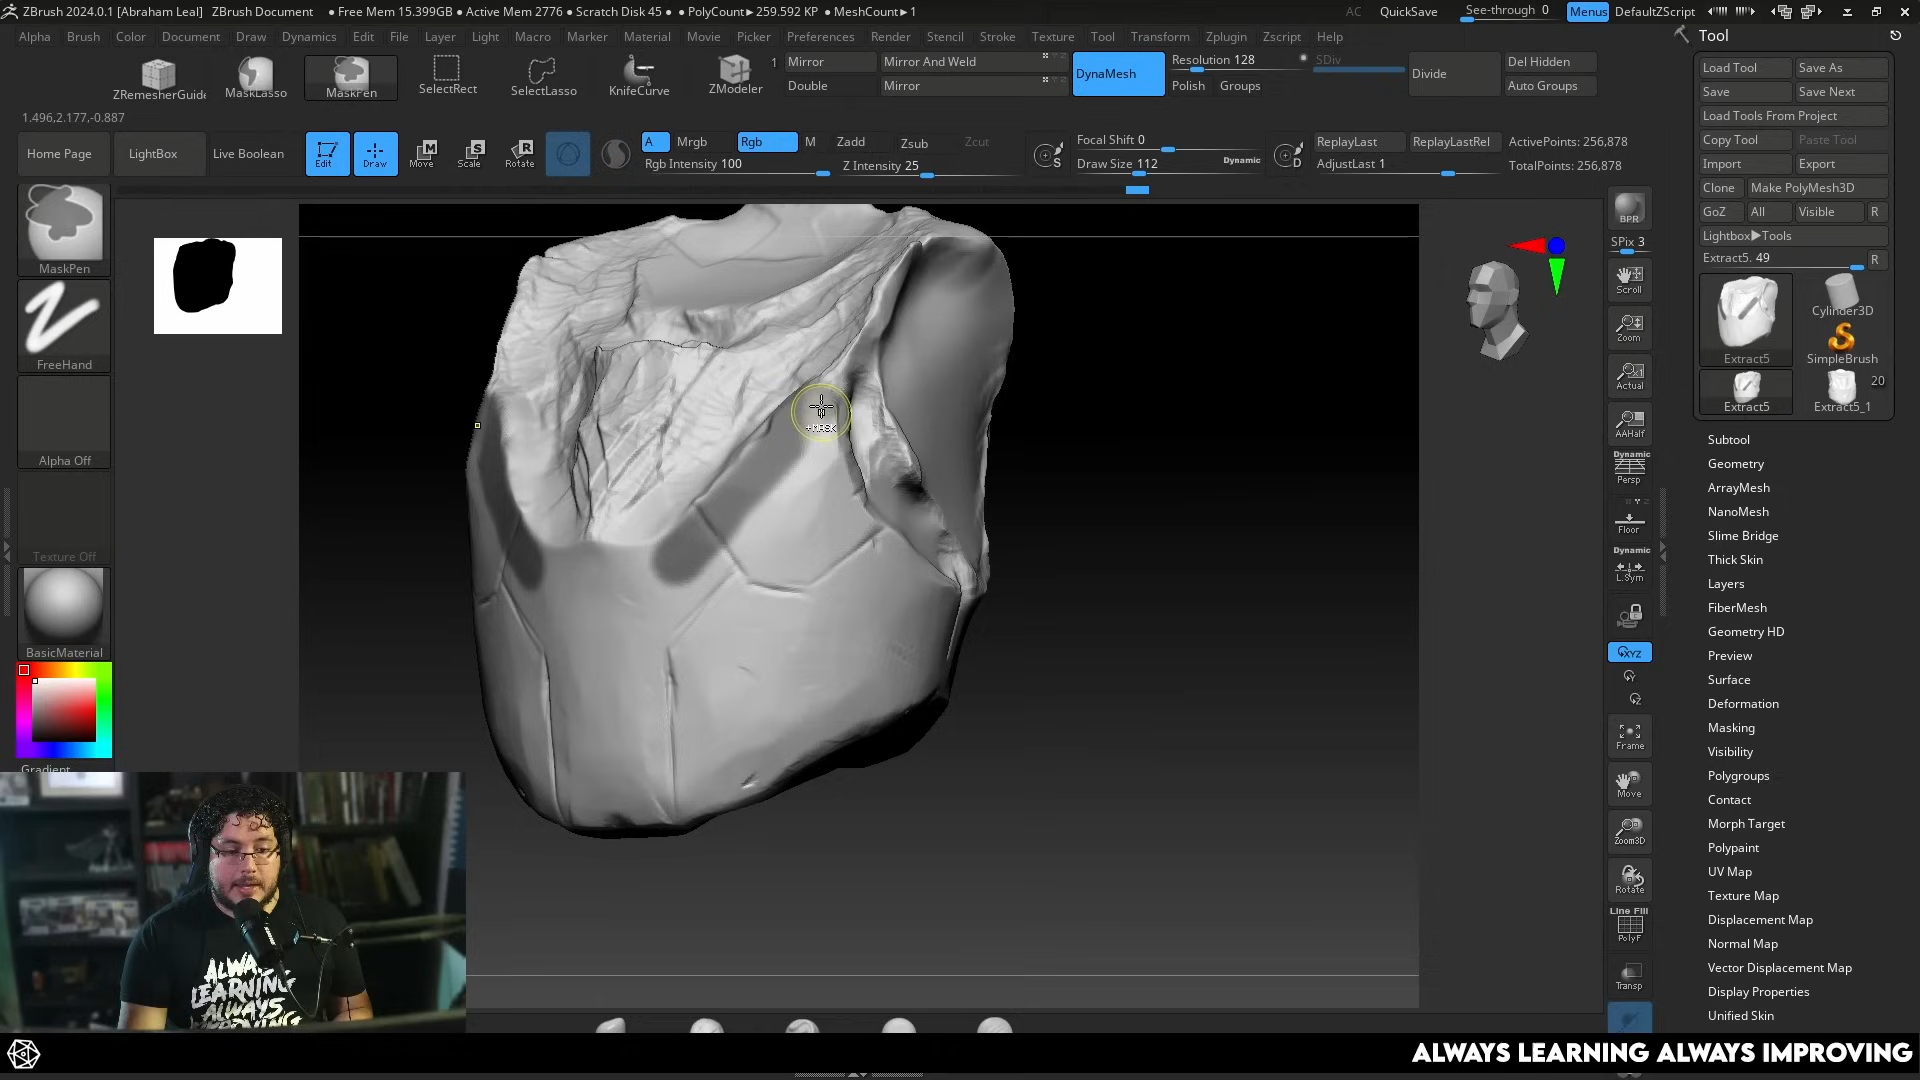 ZBrush 2024.0.1 [Abraham Leal] ZBrush Document ● Free Mem 15.399GB ● Active Mem 2776 ● Scratch Disk 45 ● PolyCount► 259.592 KP ● MeshCount► 1
AC QuickSave See-through 0 Menus DefaultZScript
Alpha Brush Color Document Draw Dynamics Edit File Layer Light Macro Marker Material Movie Picker Preferences Render Stencil Stroke Texture Tool Transform Zplugin Zscript Help
Tool
ZRemesherGuide MaskLasso MaskPen SelectRect SelectLasso KnifeCurve ZModeler
1 Mirror Mirror And Weld
Double Mirror
DynaMesh Resolution 128
Polish Groups
SDiv
Divide
Del Hidden
Auto Groups
1.496,2.177,-0.887
Home Page LightBox Live Boolean
Edit Draw Move Scale Rotate
A Mrgb Rgb M Zadd Zsub Zcut
Rgb Intensity 100 Z Intensity 25
S
Focal Shift 0
Draw Size 112 Dynamic
D
ReplayLast ReplayLastRel
AdjustLast 1
ActivePoints: 256,878
TotalPoints: 256,878
MaskPen
FreeHand
Alpha Off
Texture Off
BasicMaterial
Gradient
+MASK
BPR
SPix 3
Scroll
Zoom
Actual
AAHalf
Dynamic
Persp
Floor
Dynamic
L.Sym
XYZ
Y
Z
Frame
Move
Zoom3D
Rotate
Line Fill
PolyF
Transp
Load Tool Save As
Save Save Next
Load Tools From Project
Copy Tool Paste Tool
Import Export
Clone Make PolyMesh3D
GoZ All Visible R
Lightbox►Tools
Extract5. 49 R
Extract5
Cylinder3D
SimpleBrush
Extract5
20
Extract5_1
Subtool
Geometry
ArrayMesh
NanoMesh
Slime Bridge
Thick Skin
Layers
FiberMesh
Geometry HD
Preview
Surface
Deformation
Masking
Visibility
Polygroups
Contact
Morph Target
Polypaint
UV Map
Texture Map
Displacement Map
Normal Map
Vector Displacement Map
Display Properties
Unified Skin
LEARNING
ALWAYS
ALWAYS LEARNING ALWAYS IMPROVING